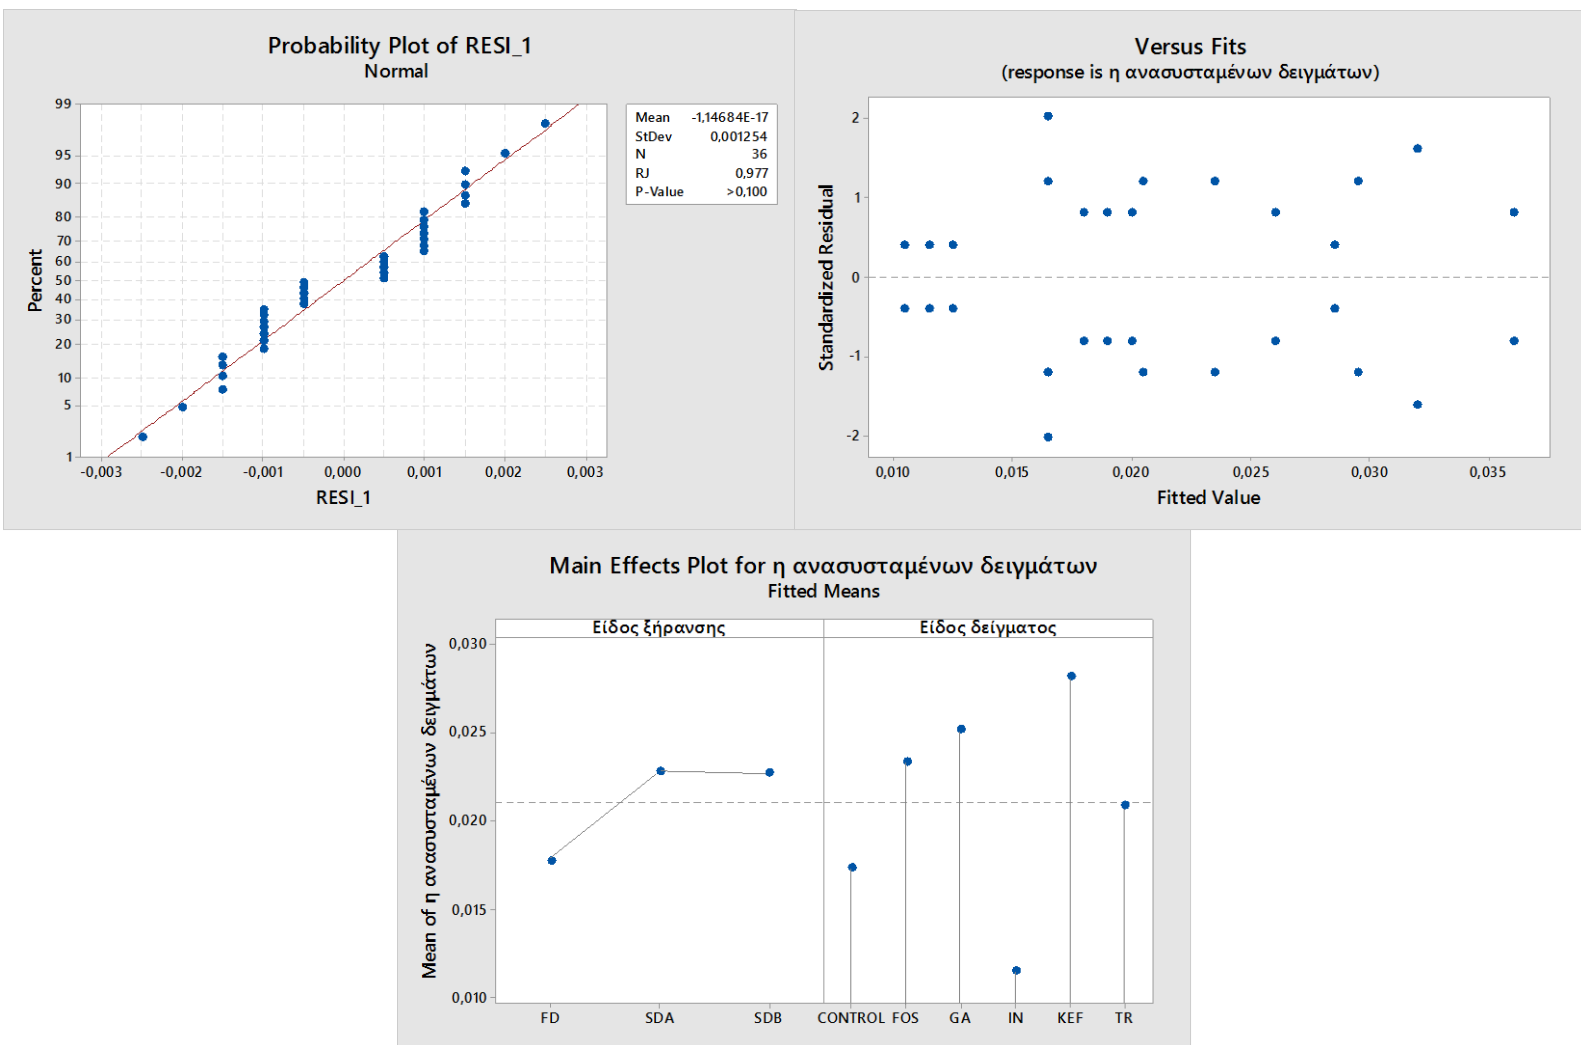 Probability Plot of RESI_1
Normal
99
95
90
80
70
60
50
40
30
20
10
5
1
Percent
-0,003 -0,002 -0,001 0,000 0,001 0,002 0,003
RESI_1
Mean -1,14684E-17
StDev 0,001254
N 36
RJ 0,977
P-Value >0,100
Versus Fits
(response is η ανασυσταμένων δειγμάτων)
2
1
0
-1
-2
Standardized Residual
0,010 0,015 0,020 0,025 0,030 0,035
Fitted Value
Main Effects Plot for η ανασυσταμένων δειγμάτων
Fitted Means
Είδος ξήρανσης Είδος δείγματος
0,030
0,025
0,020
0,015
0,010
Mean of η ανασυσταμένων δειγμάτων
FD SDA SDB CONTROL FOS GA IN KEF TR